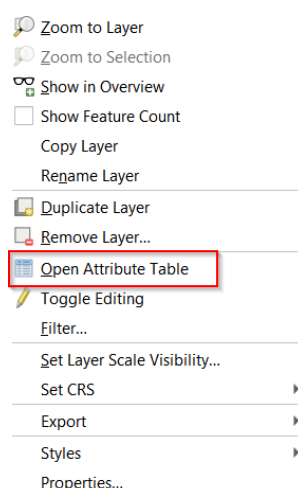 Zoom to Layer
Zoom to Selection
Show in Overview
Show Feature Count
Copy Layer
Rename Layer
Duplicate Layer
Remove Layer...
Open Attribute Table
Toggle Editing
Filter...
Set Layer Scale Visibility...
Set CRS
Export
Styles
Properties...